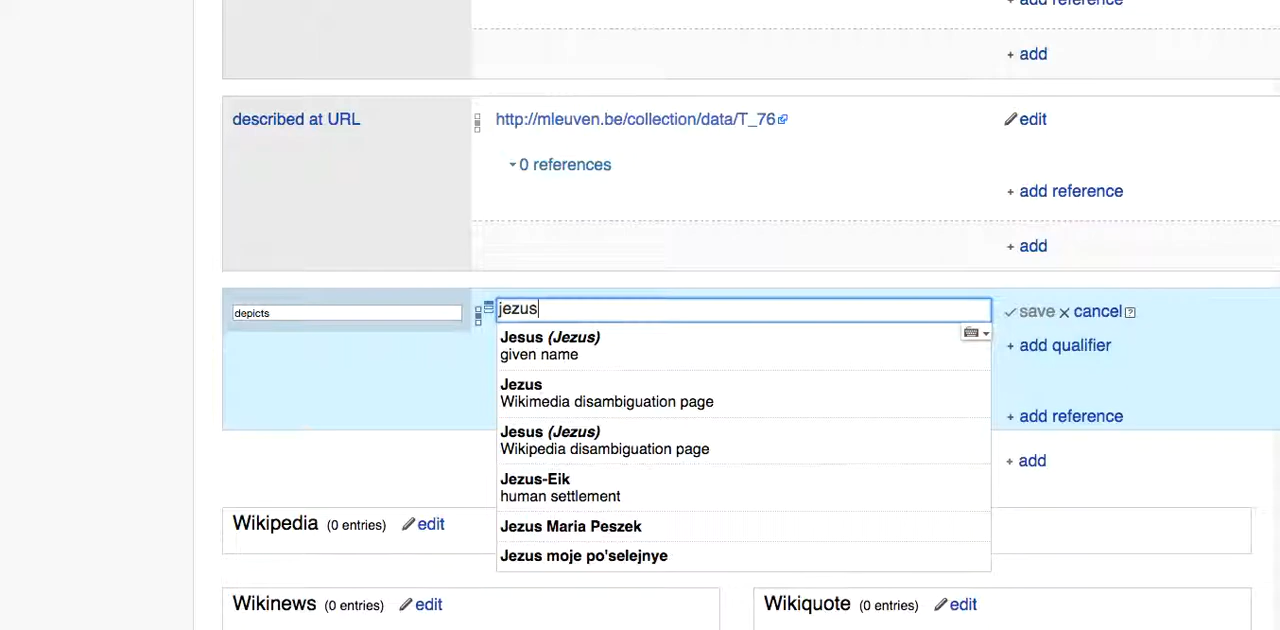 + add reference
+ add
described at URL
http://mleuven.be/collection/data/T_76
edit
0 references
+ add reference
+ add
depicts
jezus
save cancel [?]
+ add qualifier
+ add reference
+ add
Jesus (Jezus)
given name
Jezus
Wikimedia disambiguation page
Jesus (Jezus)
Wikipedia disambiguation page
Jezus-Eik
human settlement
Jezus Maria Peszek
Jezus moje po'selejnye
Wikipedia (0 entries) edit
Wikinews (0 entries) edit
Wikiquote (0 entries) edit